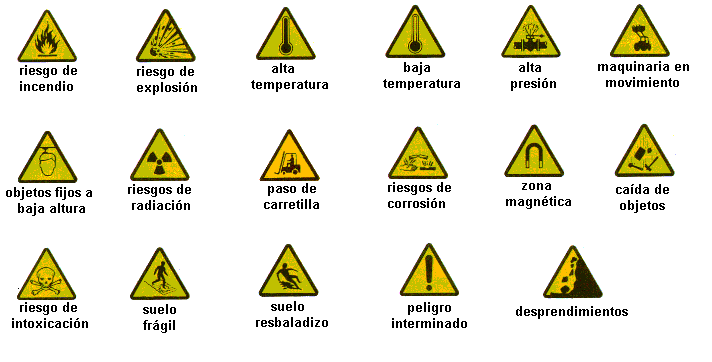 riesgo de
incendio
riesgo de
explosión
alta
temperatura
baja
temperatura
alta
presión
maquinaria en
movimiento
objetos fijos a
baja altura
riesgos de
radiación
paso de
carretilla
riesgos de
corrosión
zona
magnética
caída de
objetos
riesgo de
intoxicación
suelo
frágil
suelo
resbaladizo
peligro
interminado
desprendimientos